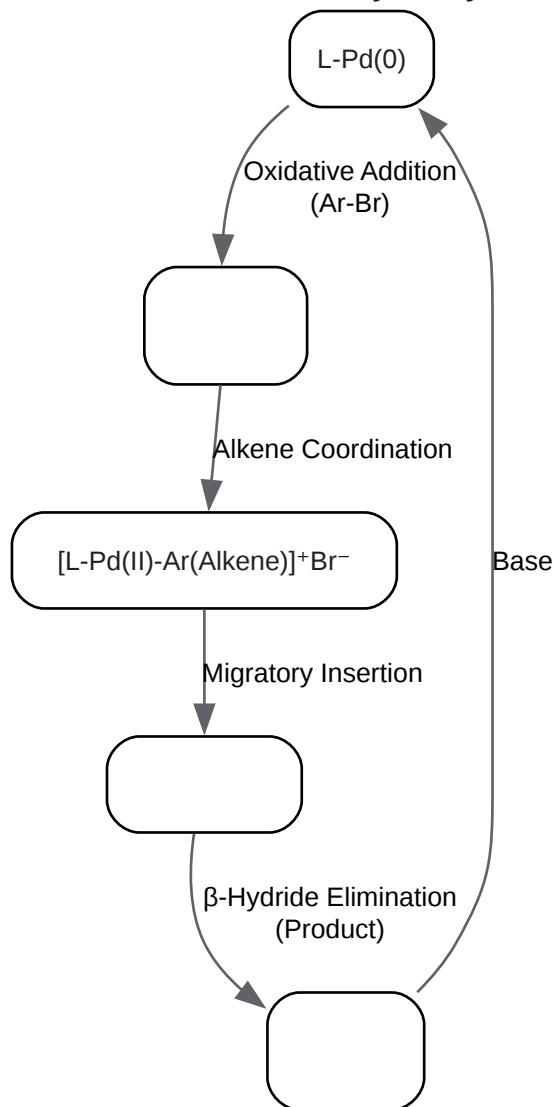 L-Pd(0)
Oxidative Addition
(Ar-Br)
Alkene Coordination
[L-Pd(II)-Ar(Alkene)]⁺Br⁻
Base
Migratory Insertion
β-Hydride Elimination
(Product)